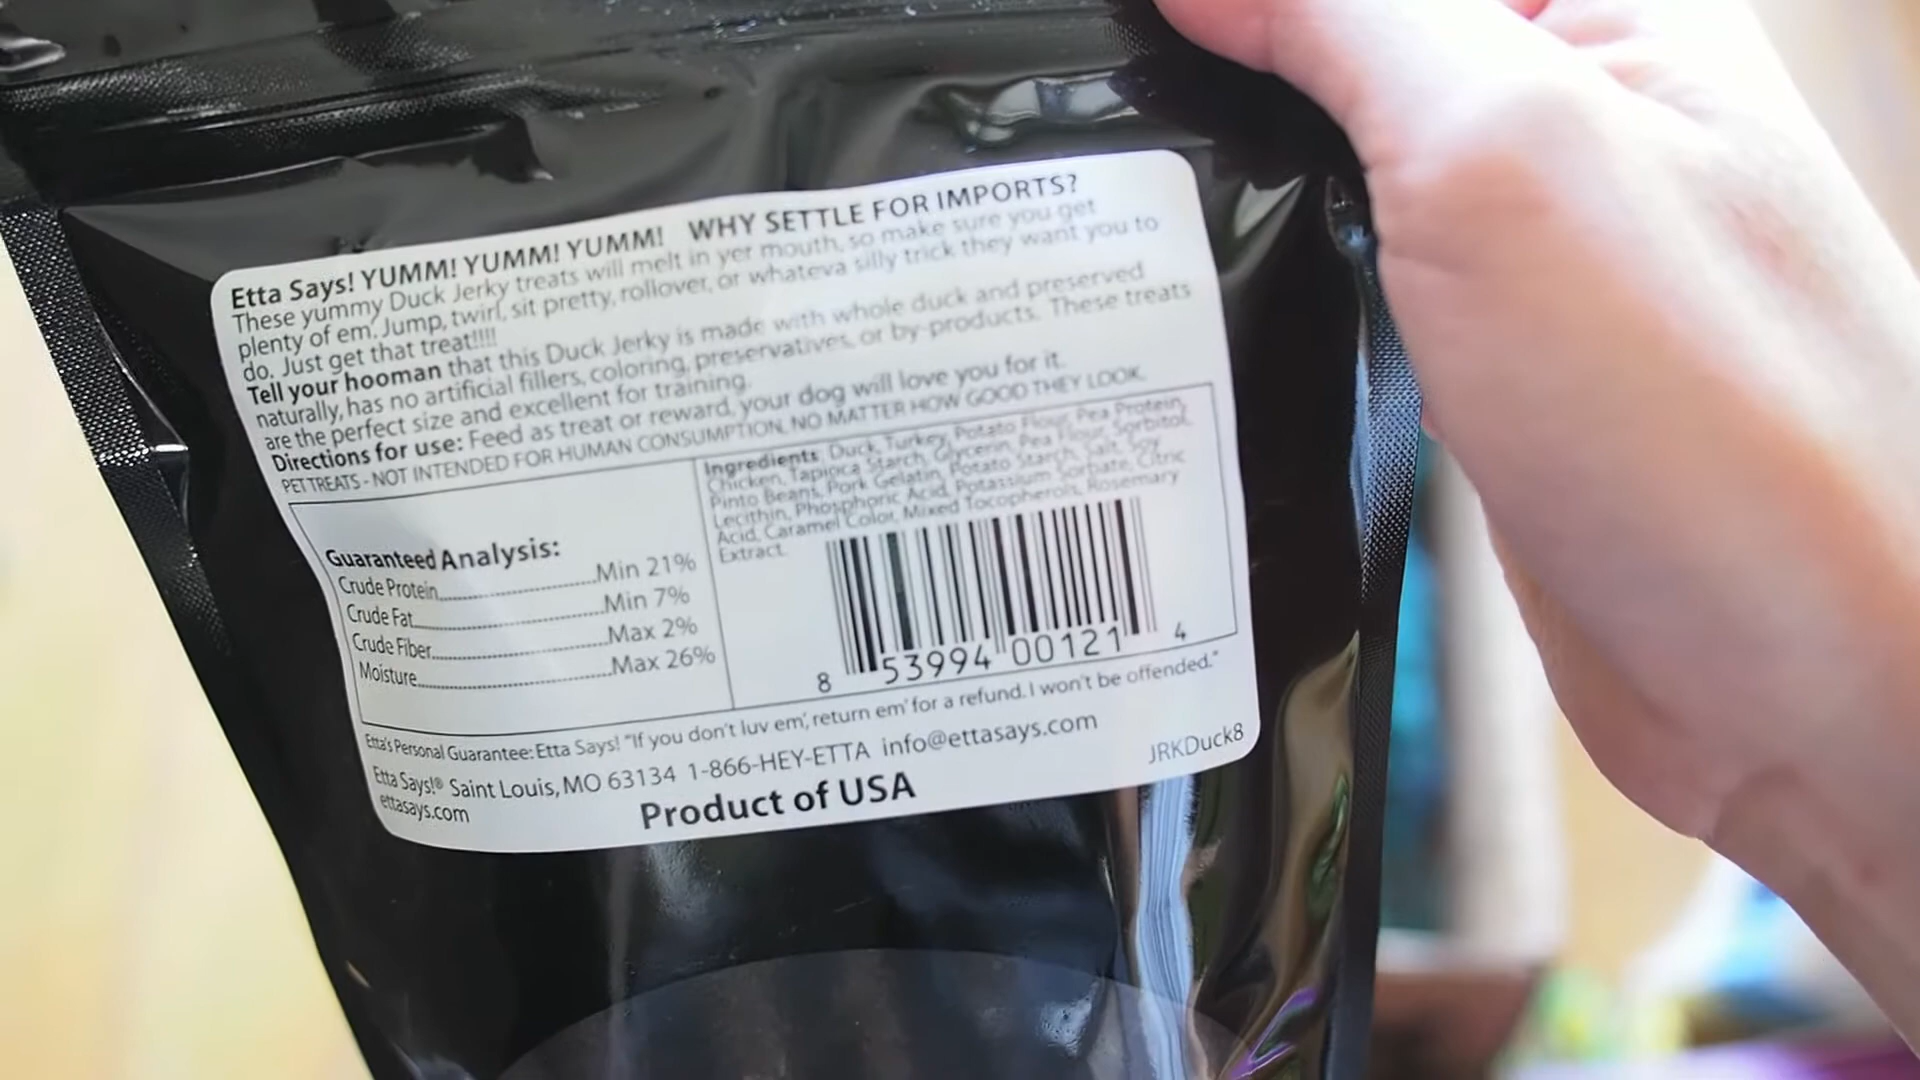 Etta Says! YUMM! YUMM! YUMM! WHY SETTLE FOR IMPORTS?
These yummy Duck Jerky treats will melt in yer mouth, so make sure you get
plenty of em. Jump, twirl, sit pretty, rollover, or whateva silly trick they want you to
do. Just get that treat!!!!
Tell your hooman that this Duck Jerky is made with whole duck and preserved
naturally, has no artificial fillers, coloring, preservatives, or by-products. These treats
are the perfect size and excellent for training.
Directions for use: Feed as treat or reward, your dog will love you for it.
PET TREATS - NOT INTENDED FOR HUMAN CONSUMPTION, NO MATTER HOW GOOD THEY LOOK.
Guaranteed Analysis:
Crude Protein Min 21%
Crude Fat Min 7%
Crude Fiber Max 2%
Moisture Max 26%
Ingredients: Duck, Turkey, Potato Flour, Pea Protein,
Chicken, Tapioca Starch, Glycerin, Pea Flour, Sorbitol,
Pinto Beans, Pork Gelatin, Potato Starch, Salt, Soy
Lecithin, Phosphoric Acid, Potassium Sorbate, Citric
Acid, Caramel Color, Mixed Tocopherols, Rosemary
Extract.
8 53994 00121 4
Etta's Personal Guarantee: Etta Says! "If you don't luv em', return em' for a refund. I won't be offended."
Etta Says!® Saint Louis, MO 63134 1-866-HEY-ETTA info@ettasays.com
ettasays.com
Product of USA
JRKDuck8